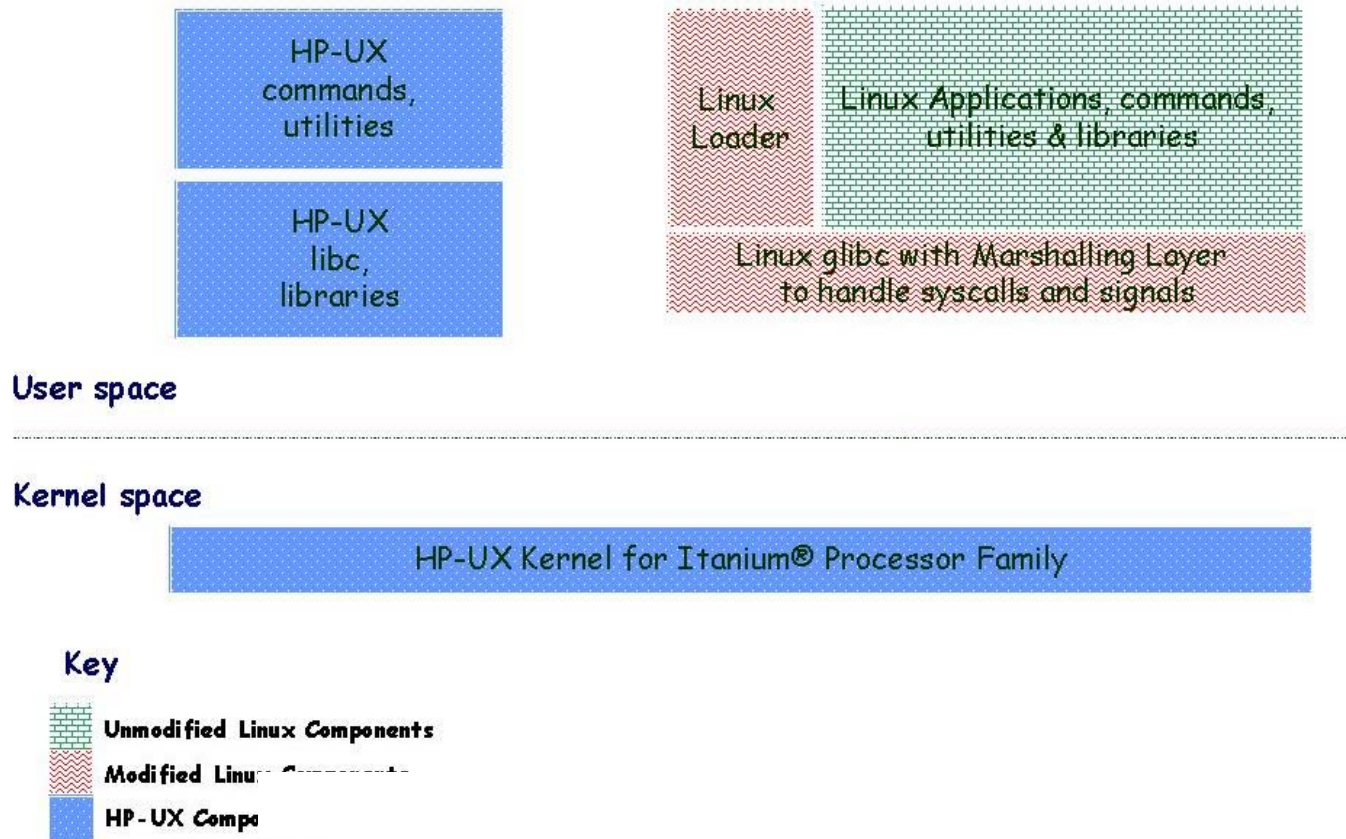 HP-UX
commands,
utilities
HP-UX
libc,
libraries
Linux
Loader
Linux Applications, commands,
utilities & libraries
Linux glibc with Marshalling Layer
to handle syscalls and signals
User space
Kernel space
HP-UX Kernel for Itanium® Processor Family
Key
Unmodified Linux Components
Modified
HP-UX